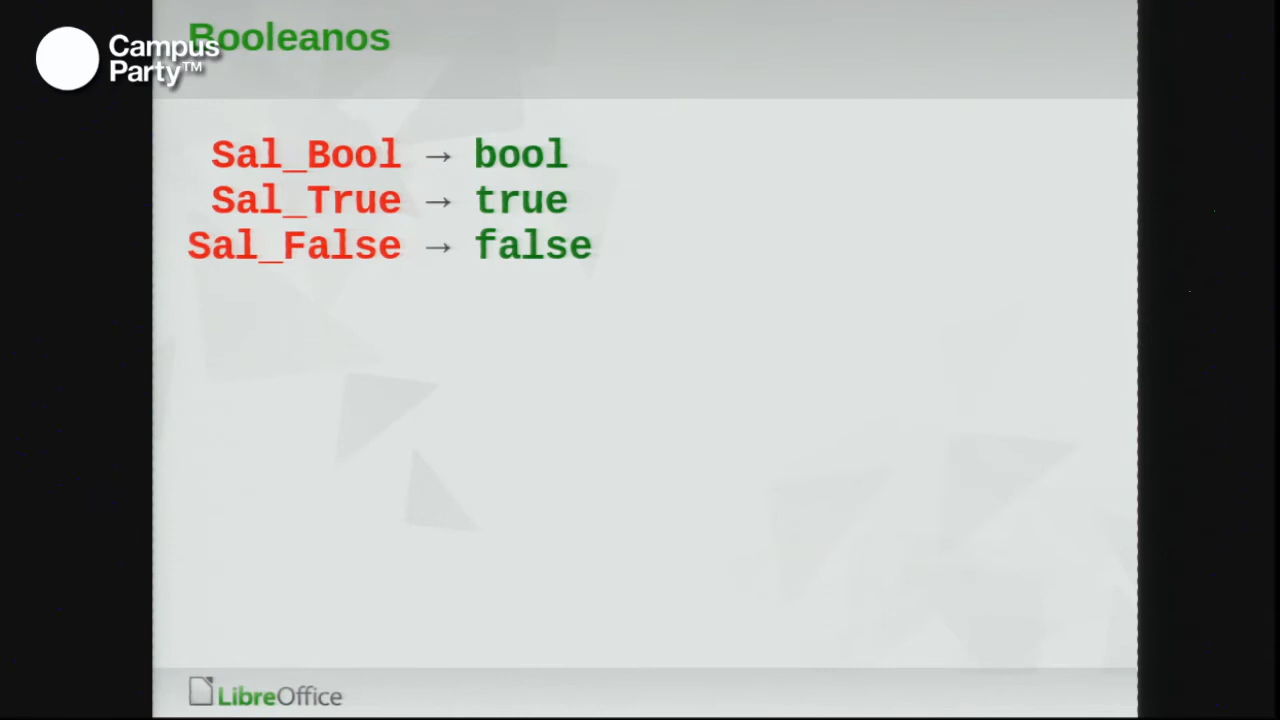 Booleanos
Campus
Party™
Sal_Bool → bool
Sal_True → true
Sal_False → false
LibreOffice